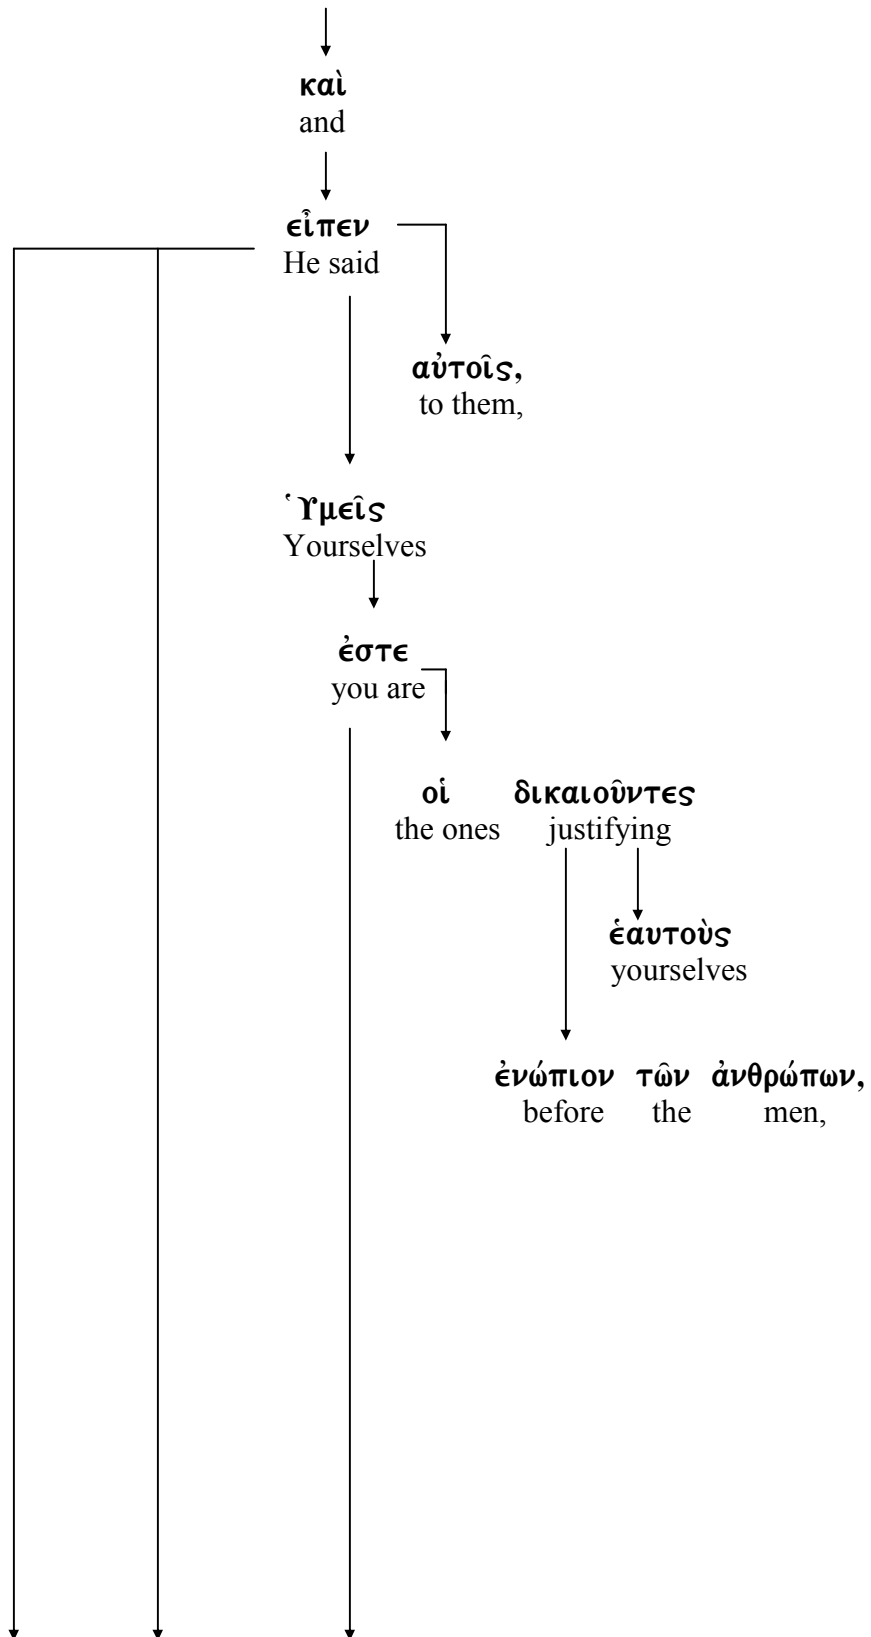 καὶ
and
εἶπεν
He said
αὐτοῖς,
to them,
Ὑμεῖς
Yourselves
ἐστε
you are
οἱ δικαιοῦντες
the ones justifying
ἑαυτοὺς
yourselves
ἐνώπιον τῶν ἀνθρώπων,
before the men,